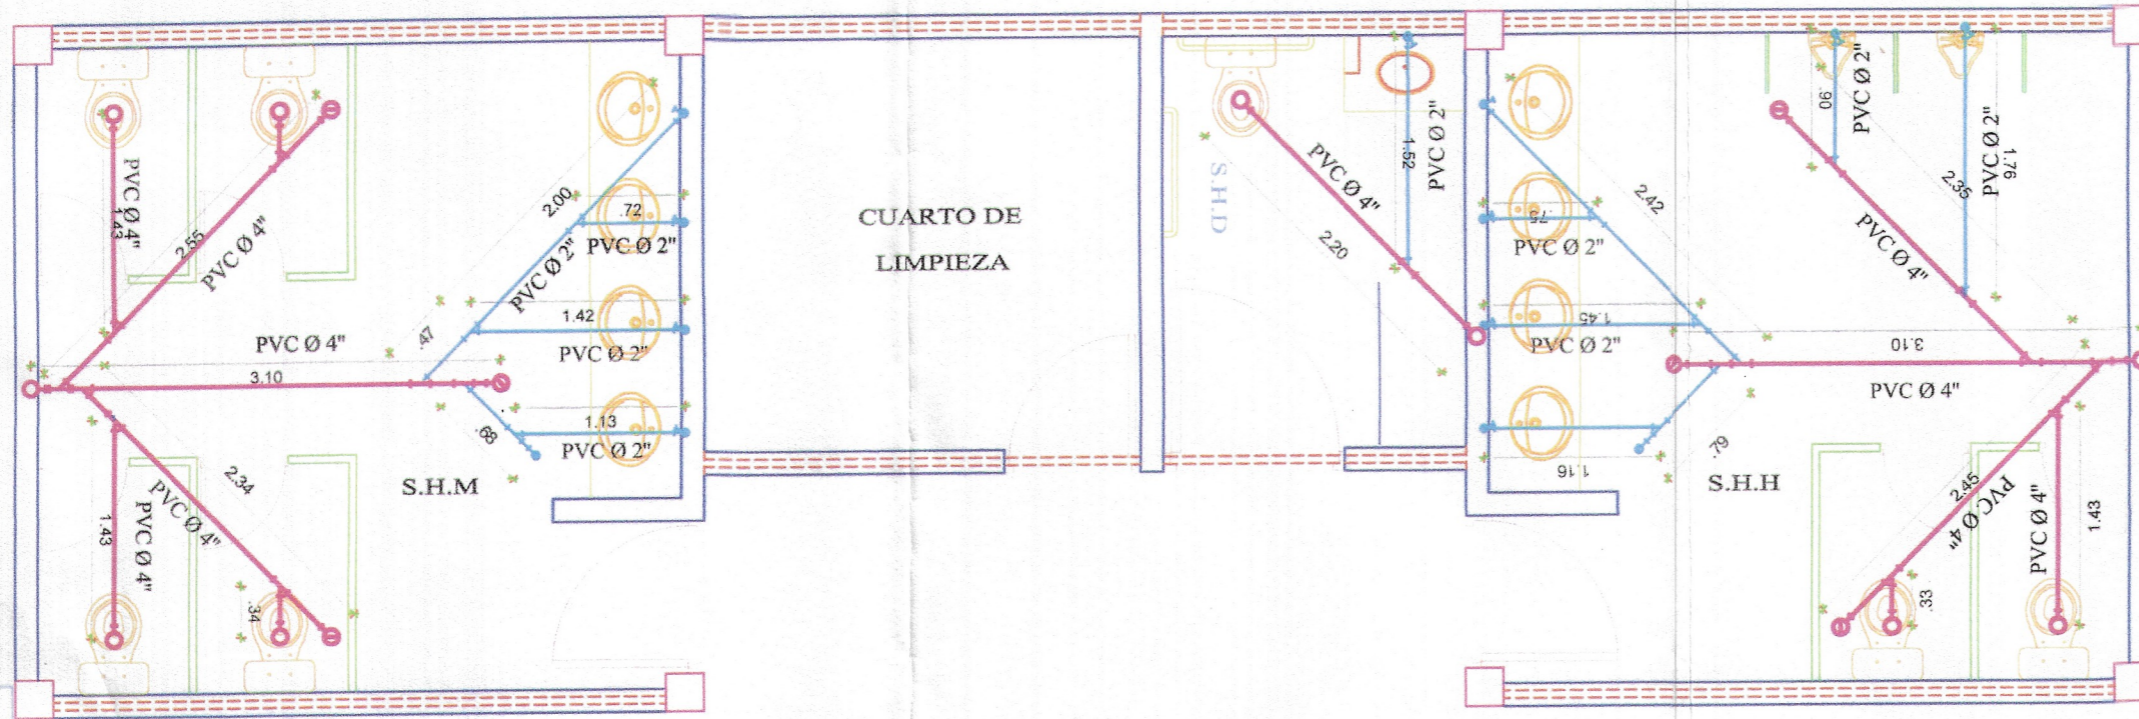 PVC Ø 4"
1.43
2.55
PVC Ø 4"
PVC Ø 4"
3.10
2.00
.47
PVC Ø 2"
.72
PVC Ø 2"
1.42
PVC Ø 2"
.68
1.13
PVC Ø 2"
S.H.M
1.43
PVC Ø 4"
PVC Ø 4"
2.34
.34
CUARTO DE
LIMPIEZA
S.H.D
PVC Ø 4"
2.20
1.52
PVC Ø 2"
.75
PVC Ø 2"
1.45
PVC Ø 2"
1.16
2.42
.79
S.H.H
.90
PVC Ø 2"
1.76
PVC Ø 2"
2.35
PVC Ø 4"
3.10
PVC Ø 4"
2.45
PVC Ø 4"
.33
PVC Ø 4"
1.43